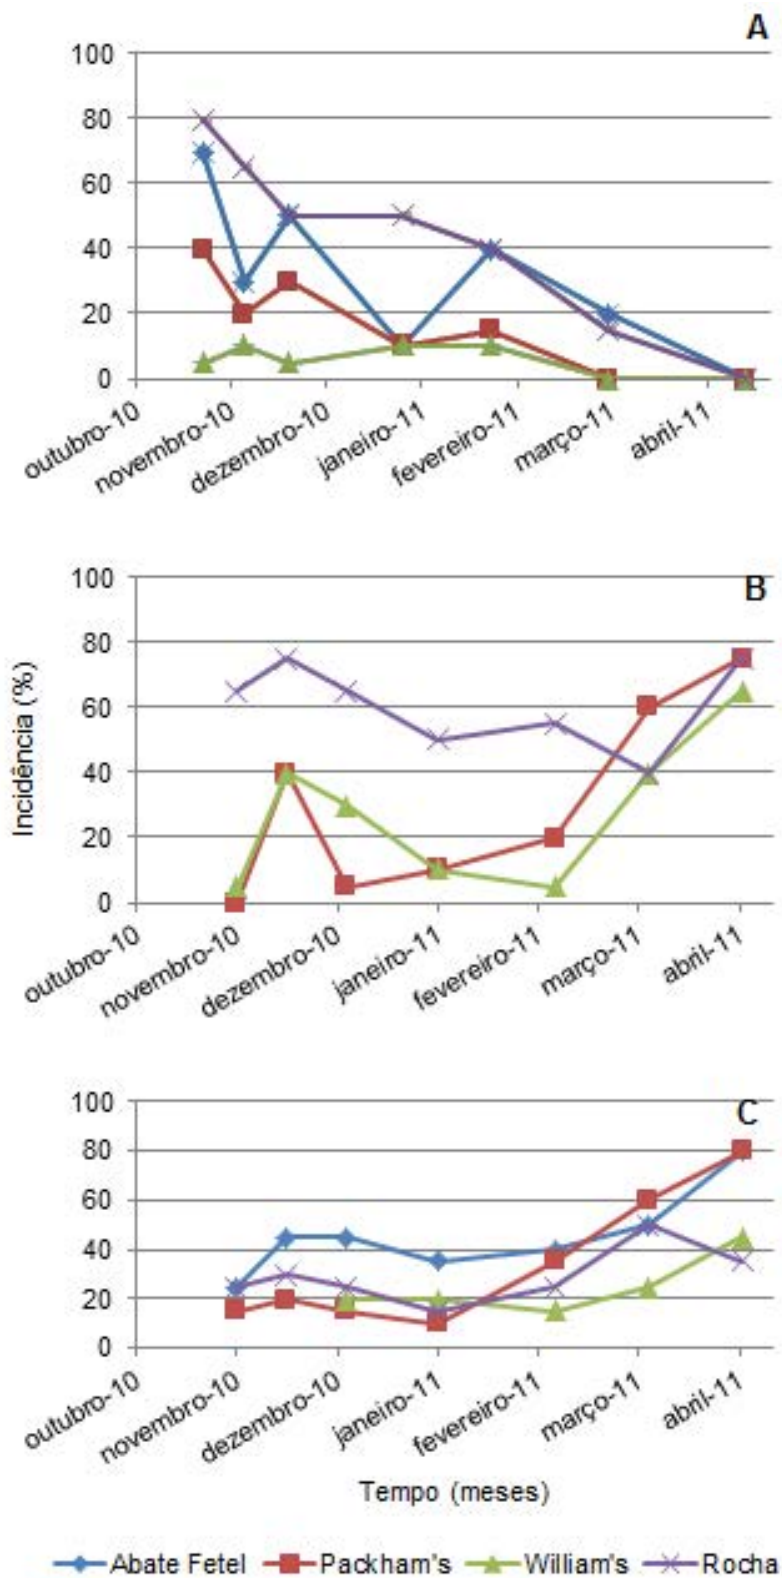 A
100
80
60
40
20
0
outubro-10
novembro-10
dezembro-10
janeiro-11
fevereiro-11
março-11
abril-11
B
100
80
60
40
20
0
outubro-10
novembro-10
dezembro-10
janeiro-11
fevereiro-11
março-11
abril-11
Incidência (%)
C
100
80
60
40
20
0
outubro-10
novembro-10
dezembro-10
janeiro-11
fevereiro-11
março-11
abril-11
Tempo (meses)
Abate Fetel Packham's William's Rocha